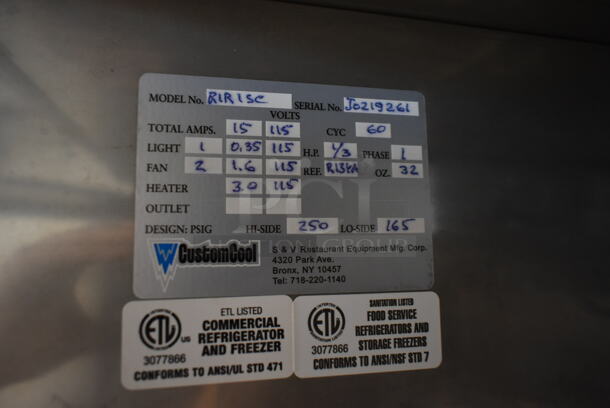 MODEL No. R1R1SC SERIAL No. J0219261
VOLTS
TOTAL AMPS. 15 115 CYC 60
LIGHT 1 0.35 115 H.P. 1/3 PHASE 1
FAN 2 1.6 115 REF. R134A OZ. 32
HEATER 3.0 115
OUTLET
DESIGN: PSIG HI-SIDE 250 LO-SIDE 165
CustomCool
S & V Restaurant Equipment Mfg. Corp.
4320 Park Ave.
Bronx, NY 10457
Tel: 718-220-1140
ETL LISTED
COMMERCIAL
REFRIGERATOR
AND FREEZER
ETL
US
3077866
CONFORMS TO ANSI/UL STD 471
SANITATION LISTED
FOOD SERVICE
REFRIGERATORS AND
STORAGE FREEZERS
ETL
3077866
CONFORMS TO ANSI/NSF STD 7